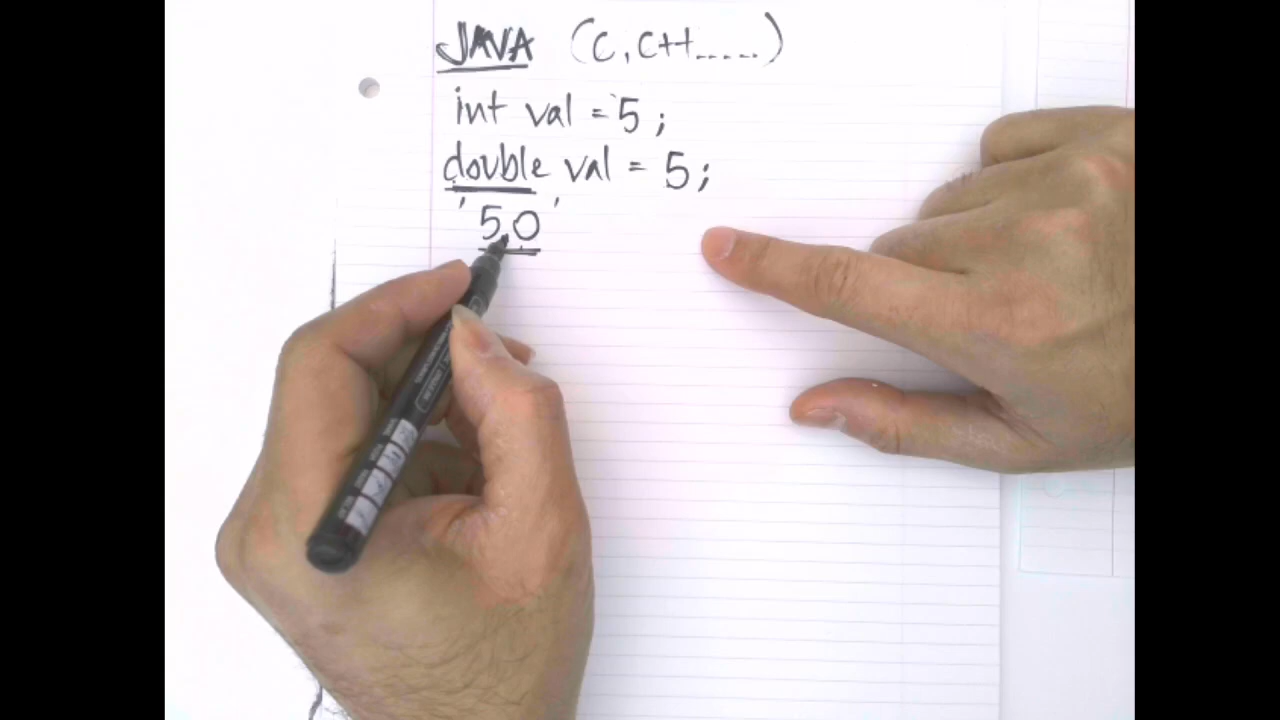 JAVA (C, C++......)
int val = 5;
double val = 5;
'5.0'